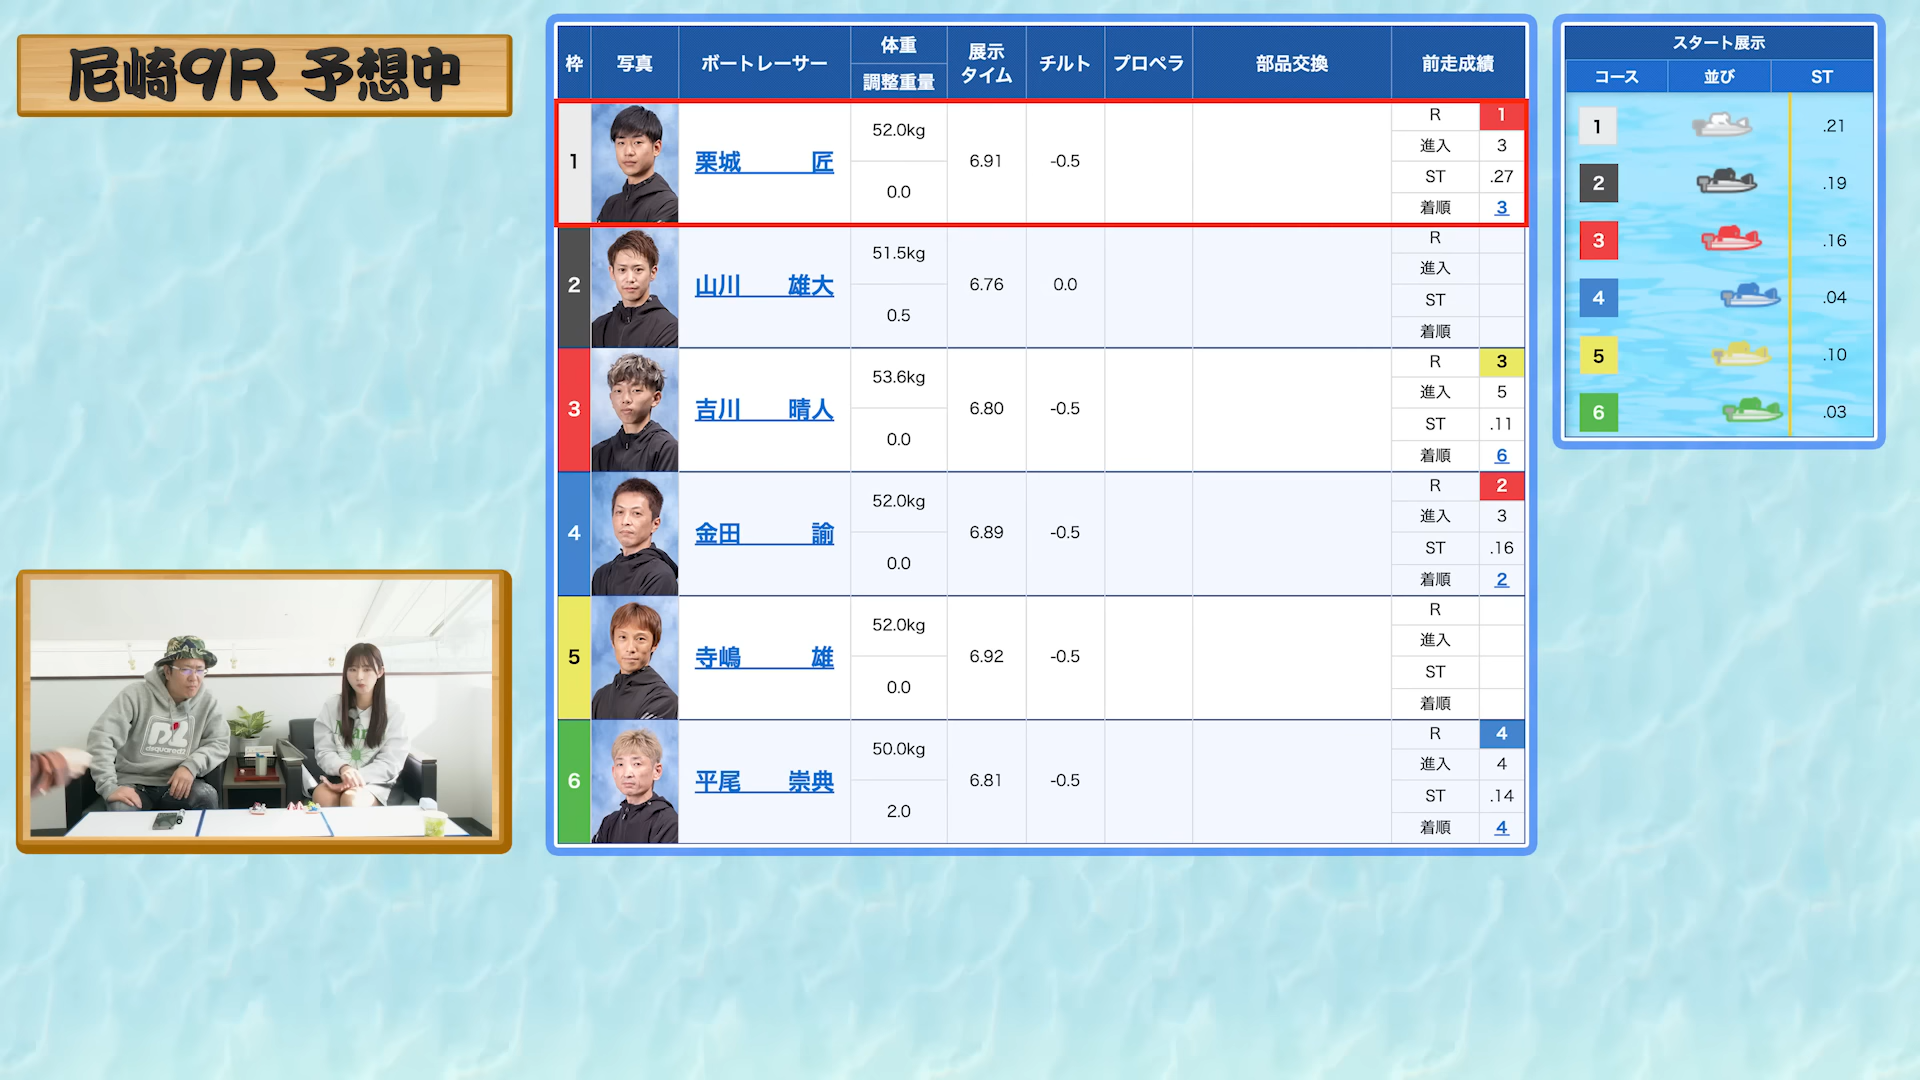 尼崎9R 予想中
枠 写真 ボートレーサー 体重 調整重量 展示タイム チルト プロペラ 部品交換 前走成績
1 栗城 匠 52.0kg 0.0 6.91 -0.5 R 1
進入 3
ST .27
着順 3
2 山川 雄大 51.5kg 0.5 6.76 0.0 R
進入
ST
着順
3 吉川 晴人 53.6kg 0.0 6.80 -0.5 R 3
進入 5
ST .11
着順 6
4 金田 諭 52.0kg 0.0 6.89 -0.5 R 2
進入 3
ST .16
着順 2
5 寺嶋 雄 52.0kg 0.0 6.92 -0.5 R
進入
ST
着順
6 平尾 崇典 50.0kg 2.0 6.81 -0.5 R 4
進入 4
ST .14
着順 4
スタート展示
コース 並び ST
1 .21
2 .19
3 .16
4 .04
5 .10
6 .03
D2
dsquared2